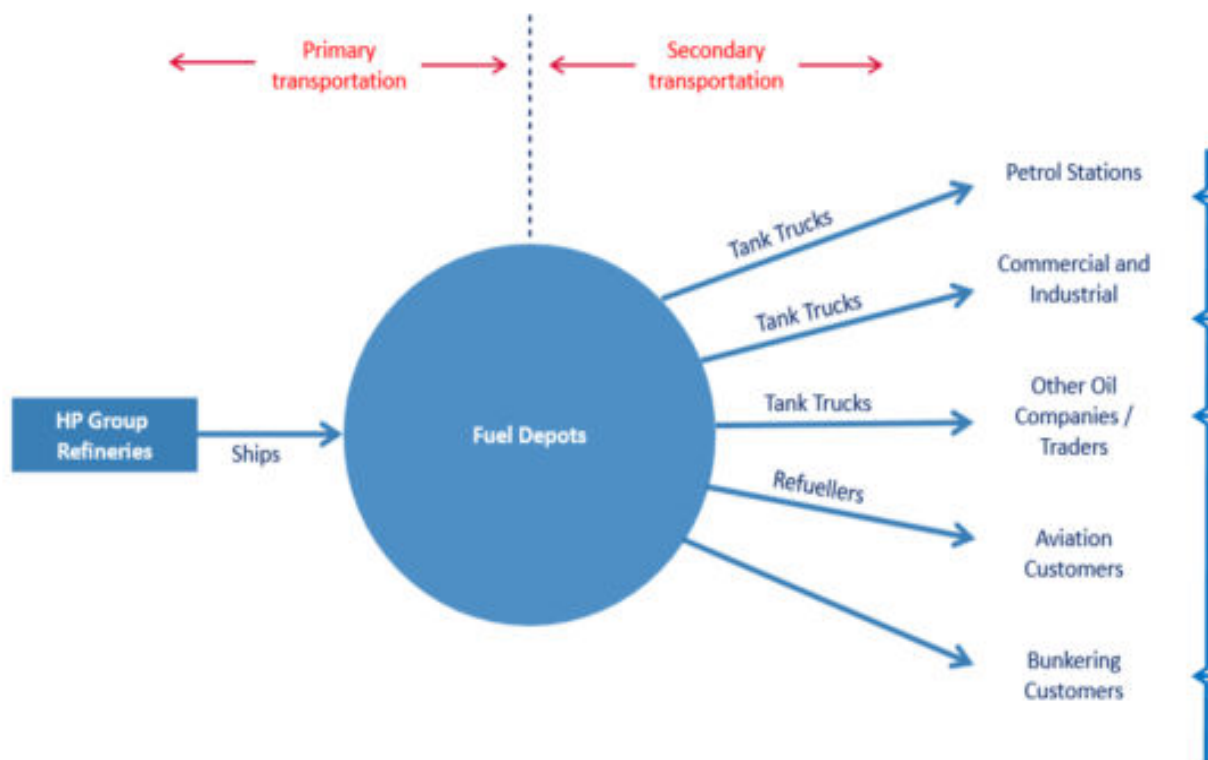 Primary
transportation
Secondary
transportation
Petrol Stations
Tank Trucks
Commercial and
Industrial
Tank Trucks
Other Oil
Companies /
Traders
Tank Trucks
HP Group
Refineries
Ships
Fuel Depots
Refuellers
Aviation
Customers
Bunkering
Customers